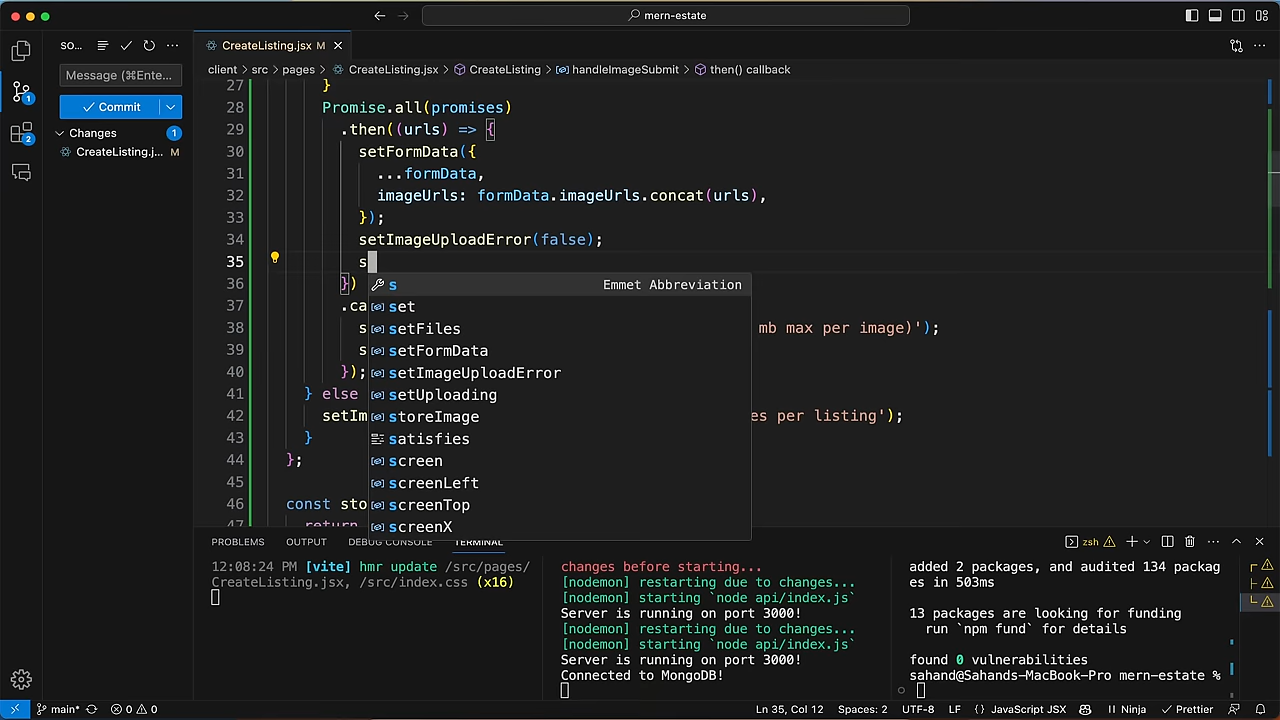 mern-estate
SO...
Message (⌘Ente...
Commit
Changes
1
CreateListing.j...
M
1
2
CreateListing.jsx M
client > src > pages > CreateListing.jsx > CreateListing > handleImageSubmit > then() callback
27 }
28 Promise.all(promises)
29 .then((urls) => {
30 setFormData({
31 ...formData,
32 imageUrls: formData.imageUrls.concat(urls),
33 });
34 setImageUploadError(false);
35 s
36 })
37 .ca
38 s mb max per image)');
39 s
40 });
41 } else
42 setIm es per listing');
43 }
44 };
45
46 const sto
47 return
s Emmet Abbreviation
set
setFiles
setFormData
setImageUploadError
setUploading
storeImage
satisfies
screen
screenLeft
screenTop
screenX
PROBLEMS OUTPUT DEBUG CONSOLE TERMINAL
zsh
12:08:24 PM [vite] hmr update /src/pages/
CreateListing.jsx, /src/index.css (x16)
changes before starting...
[nodemon] restarting due to changes...
[nodemon] starting `node api/index.js`
Server is running on port 3000!
[nodemon] restarting due to changes...
[nodemon] starting `node api/index.js`
Server is running on port 3000!
Connected to MongoDB!
added 2 packages, and audited 134 packag
es in 503ms
13 packages are looking for funding
run `npm fund` for details
found 0 vulnerabilities
sahand@Sahands-MacBook-Pro mern-estate %
main* 0 0 Ln 35, Col 12 Spaces: 2 UTF-8 LF {} JavaScript JSX Ninja Prettier